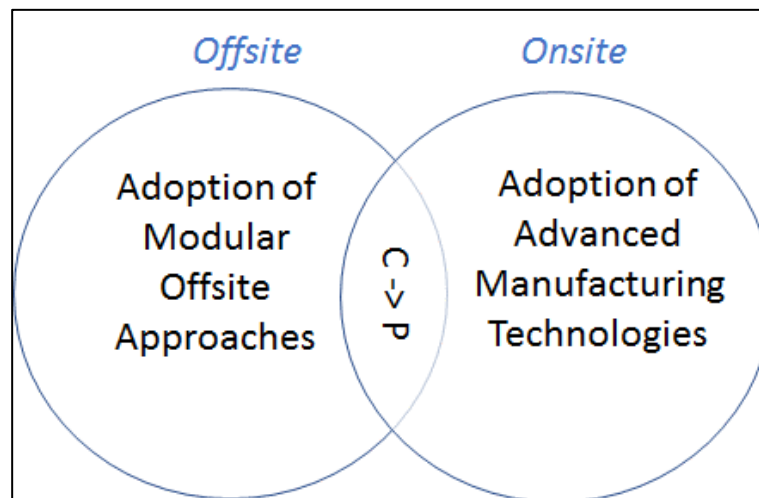 Offsite
Onsite
Adoption of
Modular
Offsite
Approaches
C -> P
Adoption of
Advanced
Manufacturing
Technologies